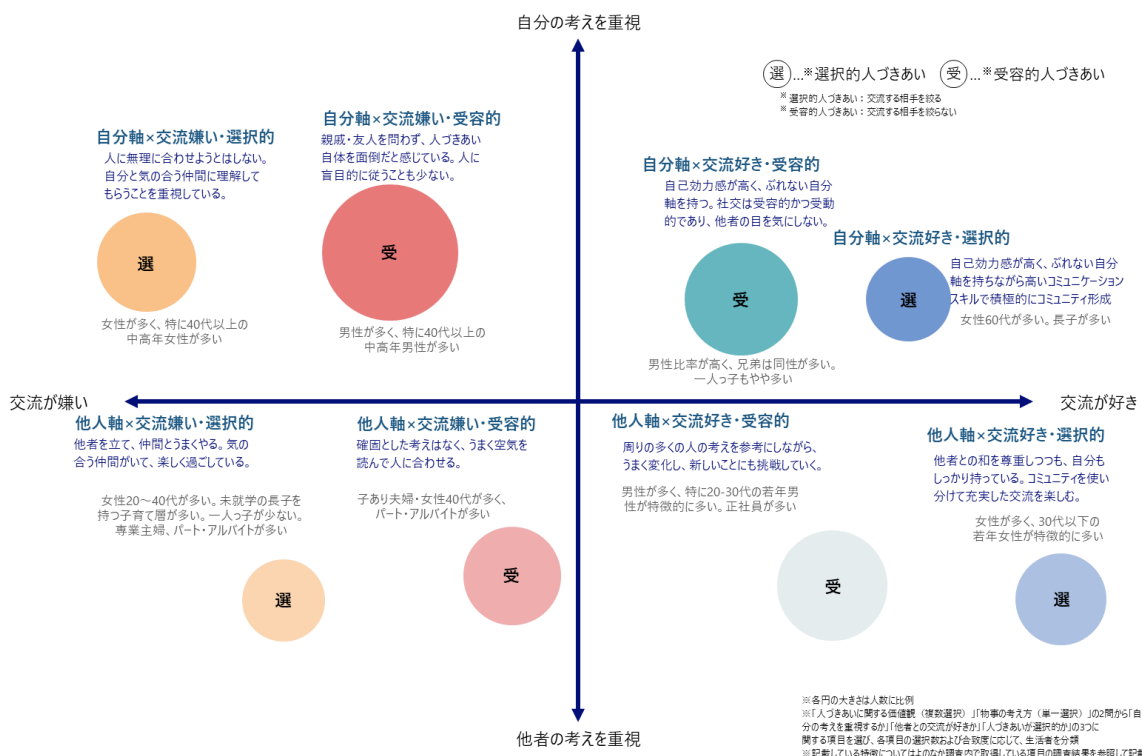 自分の考えを重視
選…※選択的人づきあい 受…※受容的人づきあい
※ 選択的人づきあい：交流する相手を絞る
※ 受容的人づきあい：交流する相手を絞らない
自分軸×交流嫌い・選択的
人に無理に合わせようとはしない。
自分と気の合う仲間に理解して
もらうことを重視している。
選
女性が多く、特に40代以上の
中高年女性が多い
自分軸×交流嫌い・受容的
親戚・友人を問わず、人づきあい
自体を面倒だと感じている。人に
盲目的に従うことも少ない。
受
男性が多く、特に40代以上の
中高年男性が多い
自分軸×交流好き・受容的
自己効力感が高く、ぶれない自分
軸を持つ。社交は受容的かつ受動
的であり、他者の目を気にしない。
受
男性比率が高く、兄弟は同性が多い。
一人っ子もやや多い
自分軸×交流好き・選択的
自己効力感が高く、ぶれない自分
軸を持ちながら高いコミュニケーション
スキルで積極的にコミュニティ形成
選
女性60代が多い。長子が多い
交流が嫌い
交流が好き
他人軸×交流嫌い・選択的
他者を立て、仲間とうまくやる。気の
合う仲間がいて、楽しく過ごしている。
女性20～40代が多い。未就学の長子を
持つ子育て層が多い。一人っ子が少ない。
専業主婦、パート・アルバイトが多い
選
他人軸×交流嫌い・受容的
確固とした考えはなく、うまく空気を
読んで人に合わせる。
子あり夫婦・女性40代が多く、
パート・アルバイトが多い
受
他人軸×交流好き・受容的
周りの多くの人の考えを参考にしながら、
うまく変化し、新しいことにも挑戦していく。
男性が多く、特に20-30代の若年男
性が特徴的に多い。正社員が多い
受
他人軸×交流好き・選択的
他者との和を尊重しつつも、自分も
しっかり持っている。コミュニティを使い
分けて充実した交流を楽しむ。
女性が多く、30代以下の
若年女性が特徴的に多い
選
他者の考えを重視
※各円の大きさは人数に比例
※「人づきあいに関する価値観（複数選択）」「物事の考え方（単一選択）」の2問から「自
分の考えを重視するか」「他者との交流が好きか」「人づきあいが選択的か」の3つに
関する項目を選び、各項目の選択数および合致度に応じて、生活者を分類
※記載している特徴についてはよのなか調査内で取得している項目の調査結果を参照して記載